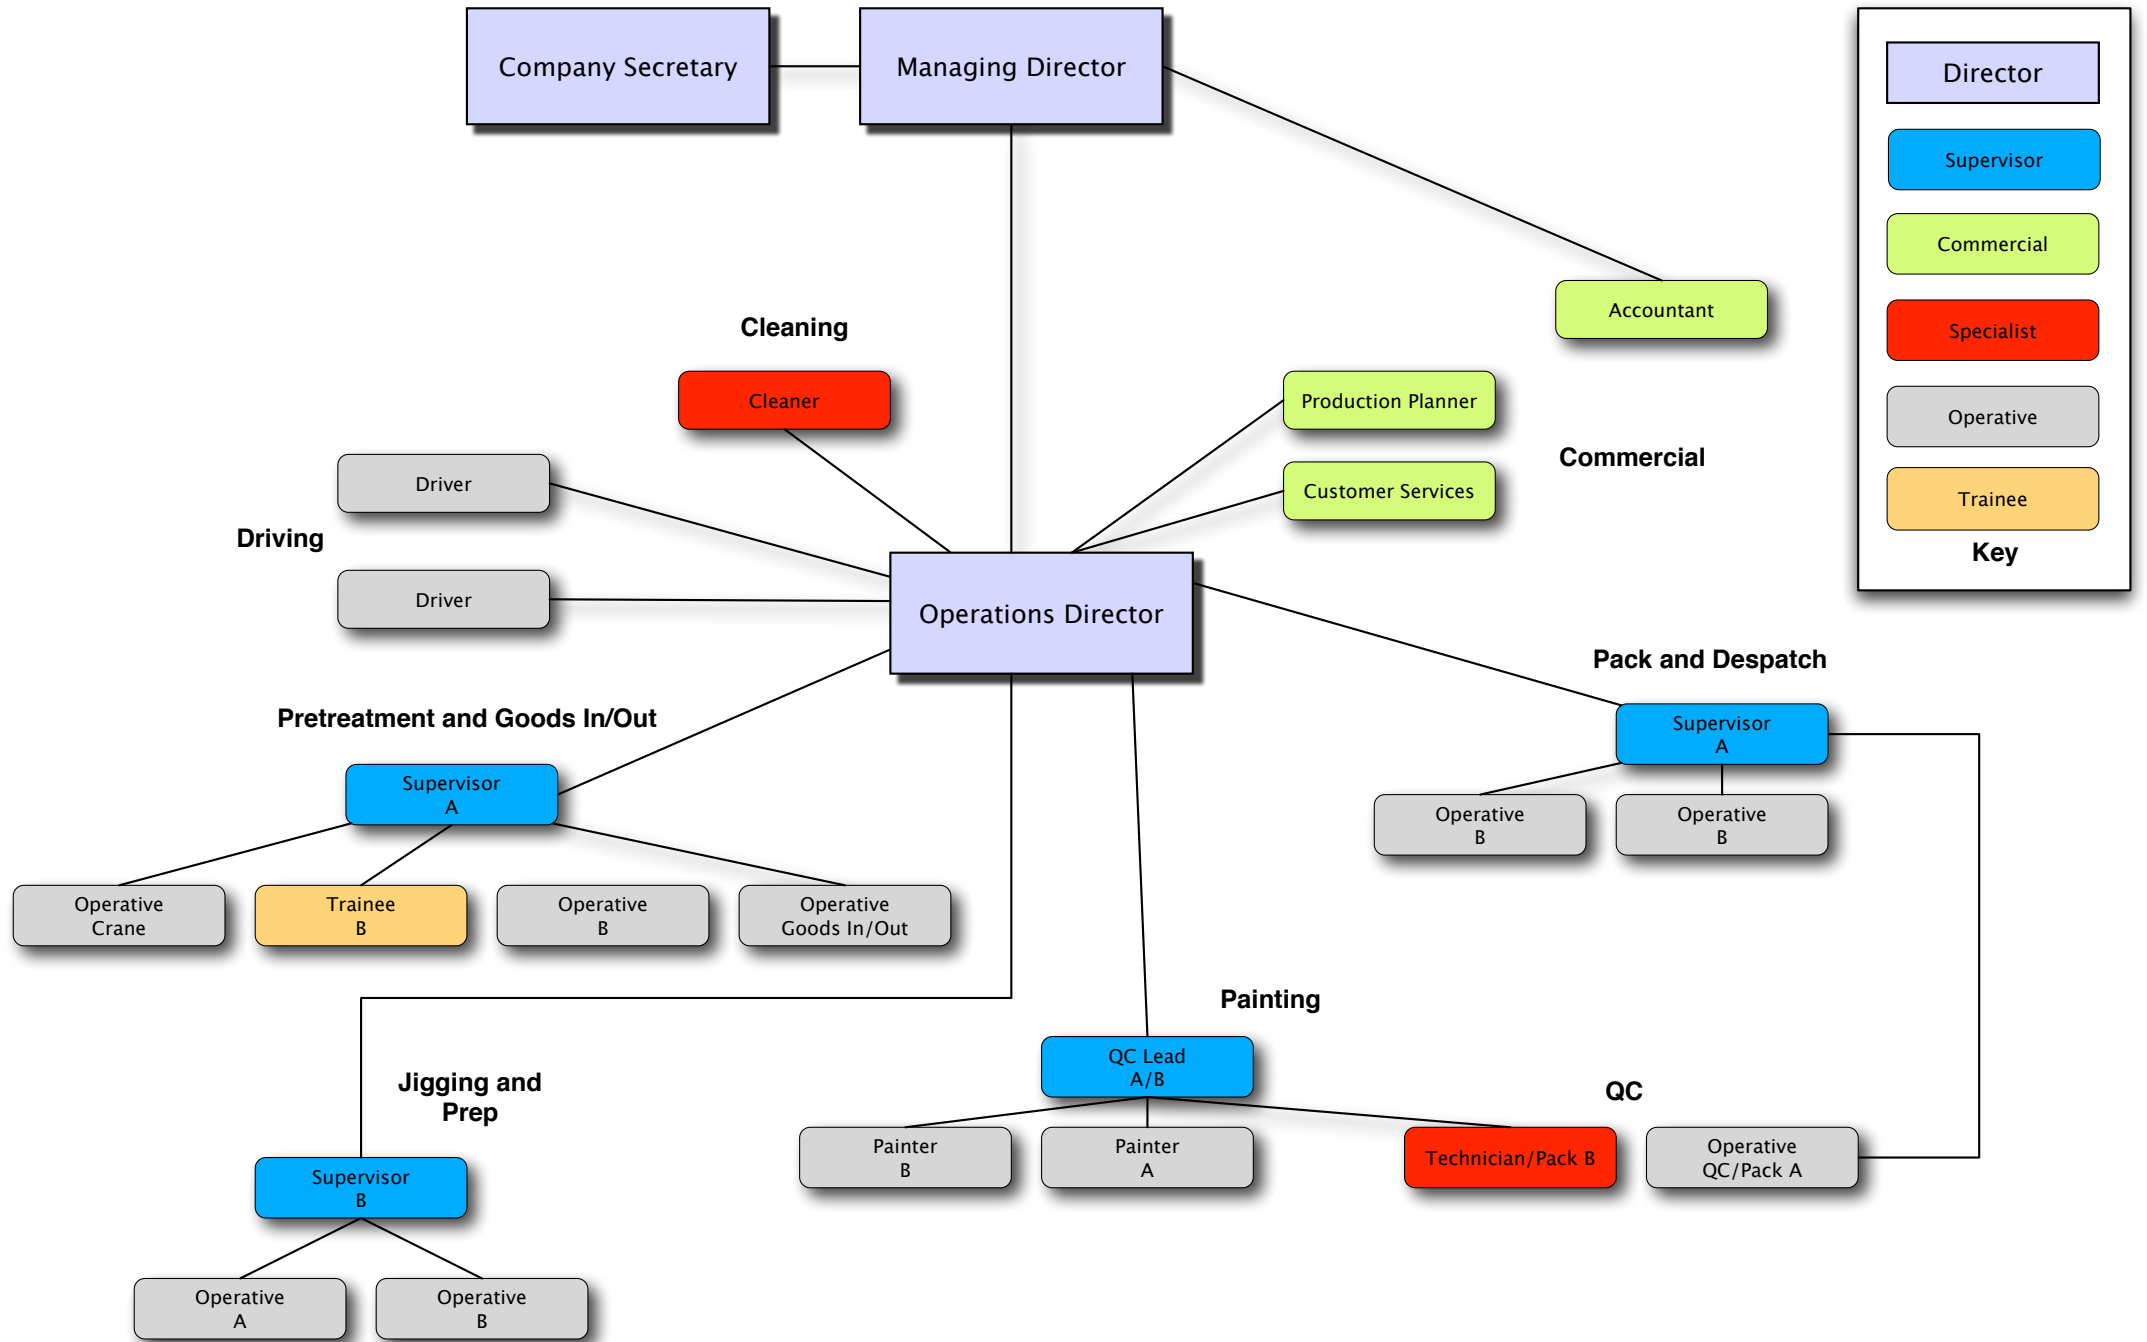 Company Secretary
Managing Director
Director
Supervisor
Commercial
Specialist
Operative
Trainee
Key
Accountant
Cleaning
Cleaner
Production Planner
Customer Services
Commercial
Driver
Driving
Driver
Operations Director
Pack and Despatch
Supervisor
A
Operative
B
Operative
B
Pretreatment and Goods In/Out
Supervisor
A
Operative
Crane
Trainee
B
Operative
B
Operative
Goods In/Out
Painting
QC Lead
A/B
QC
Painter
B
Painter
A
Technician/Pack B
Operative
QC/Pack A
Jigging and
Prep
Supervisor
B
Operative
A
Operative
B